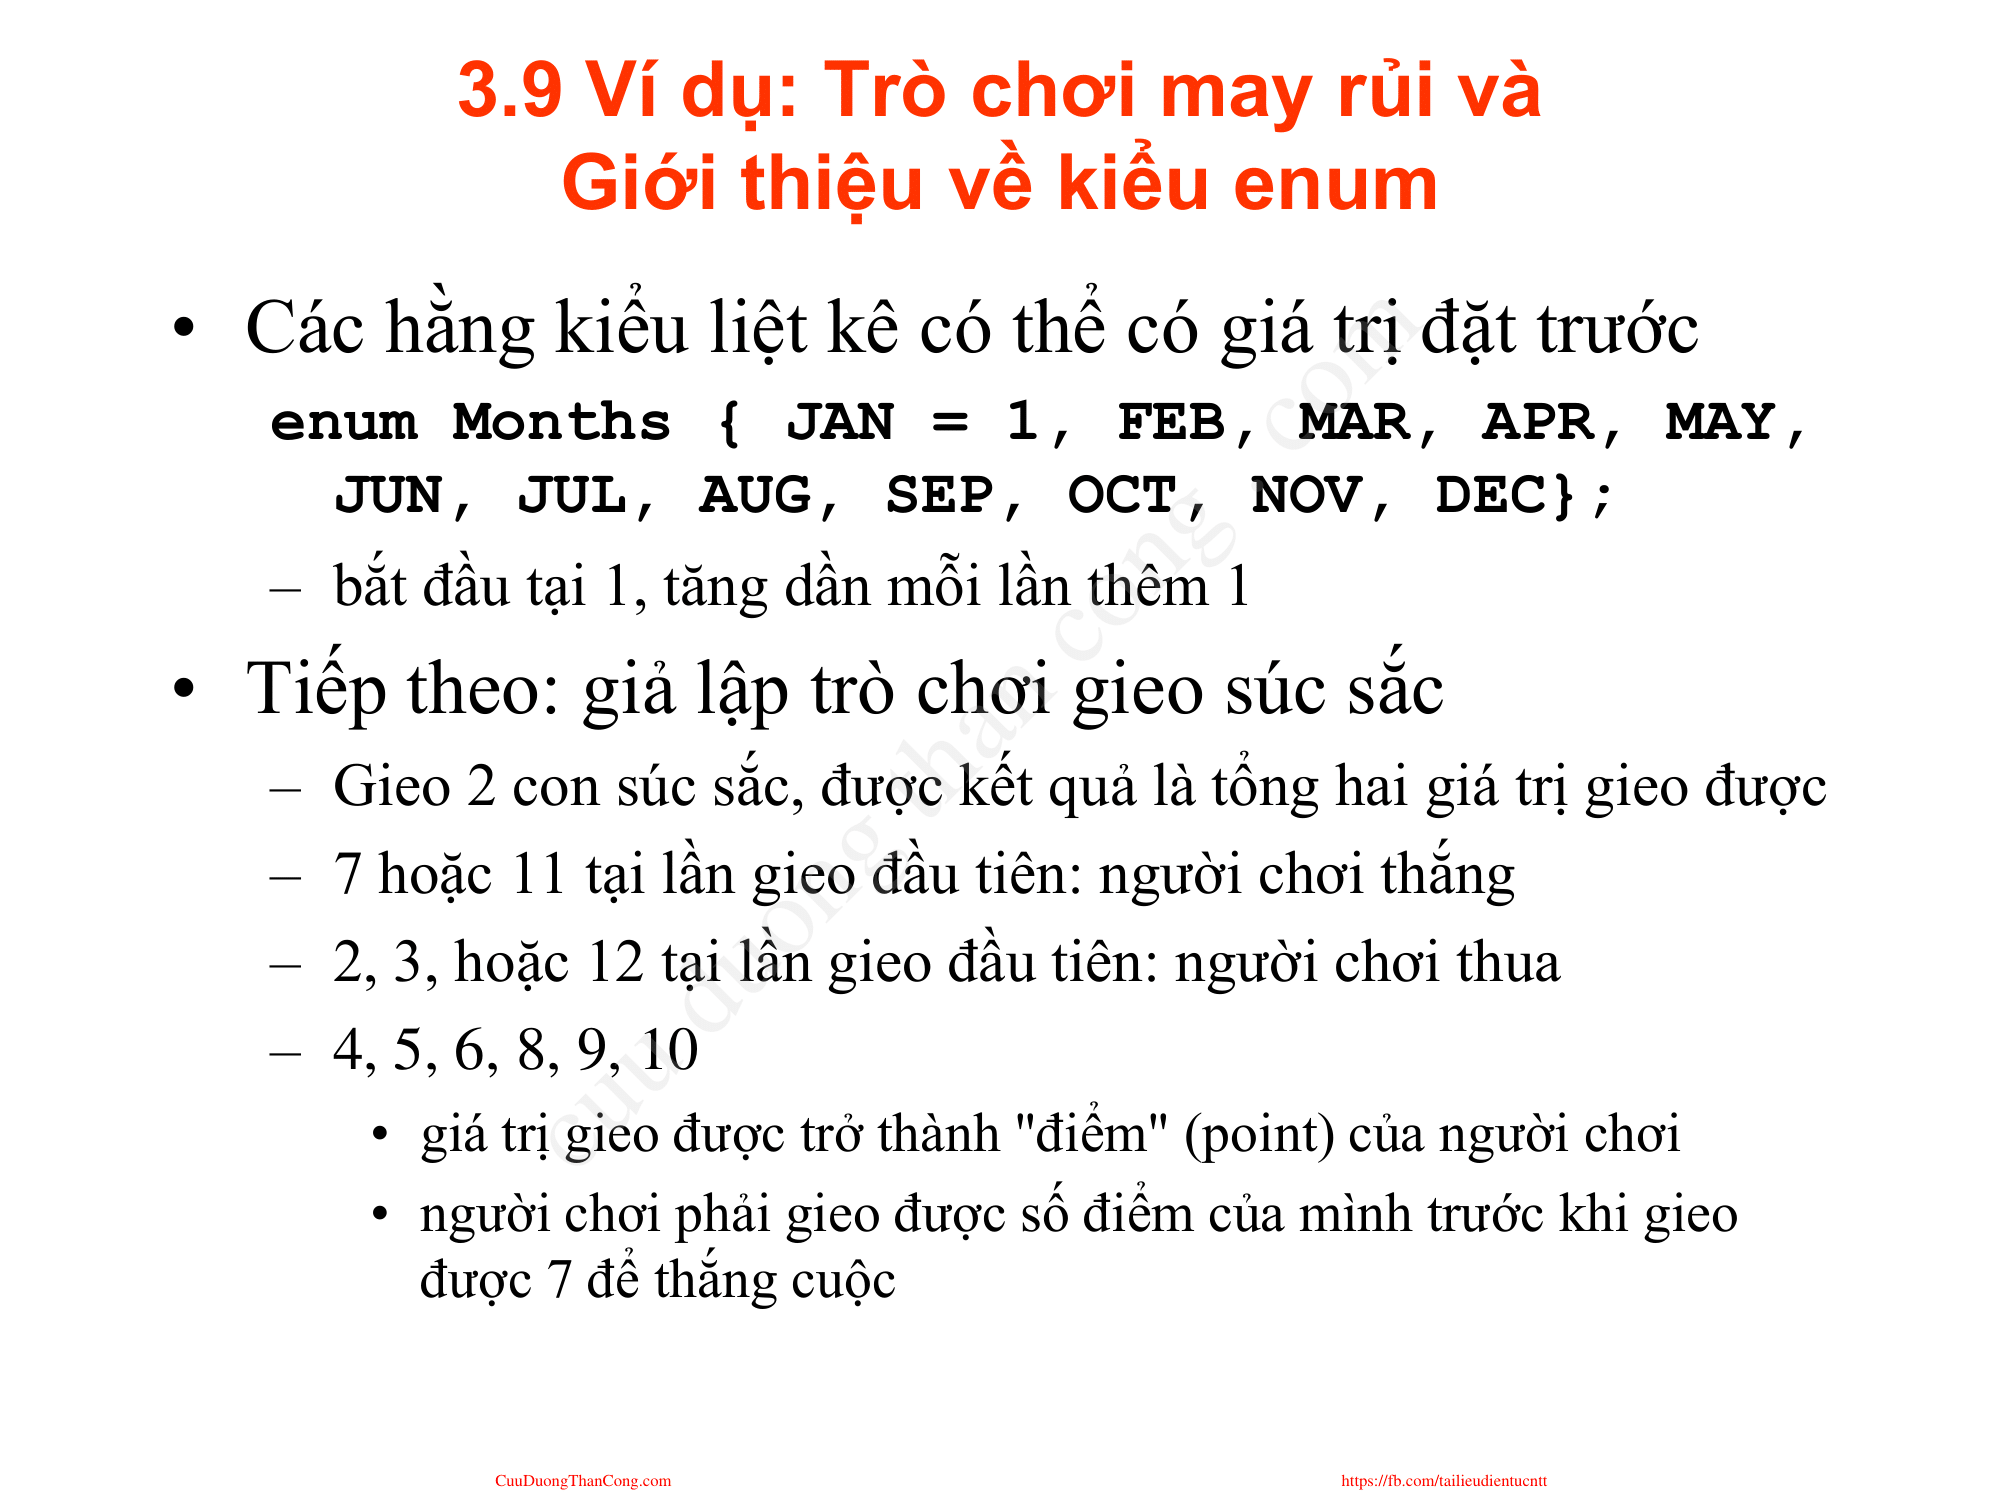 3.9 Ví dụ: Trò chơi may rủi và
Giới thiệu về kiểu enum
• Các hằng kiểu liệt kê có thể có giá trị đặt trước
enum Months { JAN = 1, FEB, MAR, APR, MAY,
JUN, JUL, AUG, SEP, OCT, NOV, DEC};
– bắt đầu tại 1, tăng dần mỗi lần thêm 1
• Tiếp theo: giả lập trò chơi gieo súc sắc
– Gieo 2 con súc sắc, được kết quả là tổng hai giá trị gieo được
– 7 hoặc 11 tại lần gieo đầu tiên: người chơi thắng
– 2, 3, hoặc 12 tại lần gieo đầu tiên: người chơi thua
– 4, 5, 6, 8, 9, 10
• giá trị gieo được trở thành "điểm" (point) của người chơi
• người chơi phải gieo được số điểm của mình trước khi gieo
được 7 để thắng cuộc
cuu duong than cong . com
CuuDuongThanCong.com
https://fb.com/tailieudientucntt